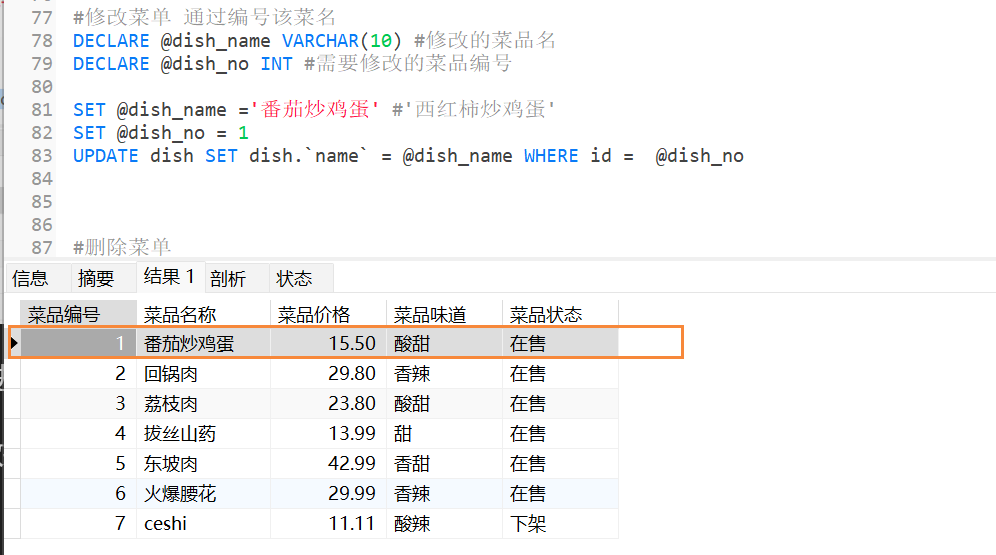 77 #修改菜单 通过编号该菜名
78 DECLARE @dish_name VARCHAR(10) #修改的菜品名
79 DECLARE @dish_no INT #需要修改的菜品编号
80
81 SET @dish_name ='番茄炒鸡蛋' #'西红柿炒鸡蛋'
82 SET @dish_no = 1
83 UPDATE dish SET dish.`name` = @dish_name WHERE id =  @dish_no
84
85
86
87 #删除菜单
信息 摘要 结果 1 剖析 状态
菜品编号 菜品名称 菜品价格 菜品味道 菜品状态
1 番茄炒鸡蛋 15.50 酸甜 在售
2 回锅肉 29.80 香辣 在售
3 荔枝肉 23.80 酸甜 在售
4 拔丝山药 13.99 甜 在售
5 东坡肉 42.99 香甜 在售
6 火爆腰花 29.99 香辣 在售
7 ceshi 11.11 酸辣 下架